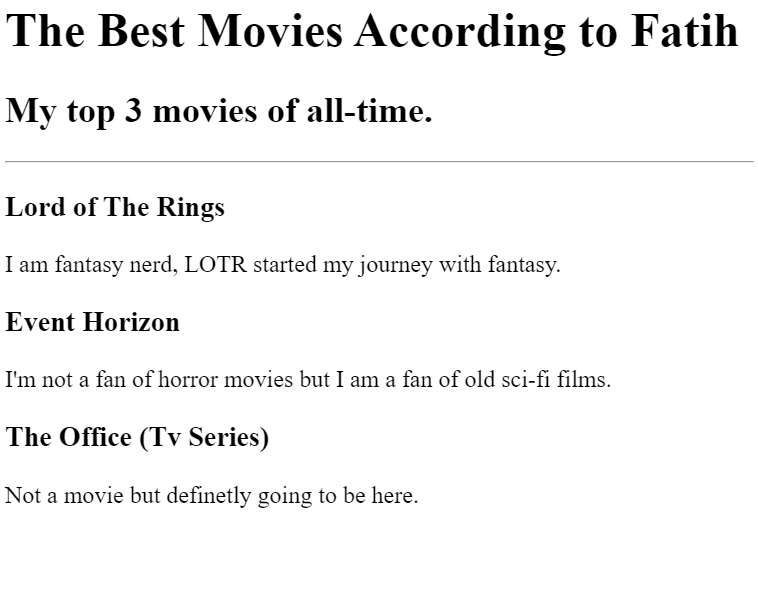 The Best Movies According to Fatih
My top 3 movies of all-time.
Lord of The Rings
I am fantasy nerd, LOTR started my journey with fantasy.
Event Horizon
I'm not a fan of horror movies but I am a fan of old sci-fi films.
The Office (Tv Series)
Not a movie but definetly going to be here.